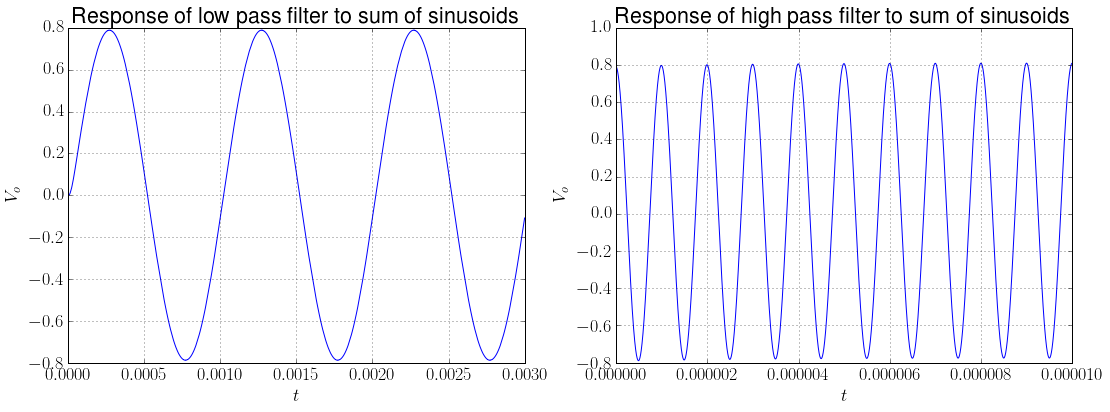 Response of low pass filter to sum of sinusoids
0.8
0.6
0.4
0.2
0.0
−0.2
−0.4
−0.6
−0.8
V_o
0.0000 0.0005 0.0010 0.0015 0.0020 0.0025 0.0030
t
Response of high pass filter to sum of sinusoids
1.0
0.8
0.6
0.4
0.2
0.0
−0.2
−0.4
−0.6
−0.8
V_o
0.000000 0.000002 0.000004 0.000006 0.000008 0.000010
t